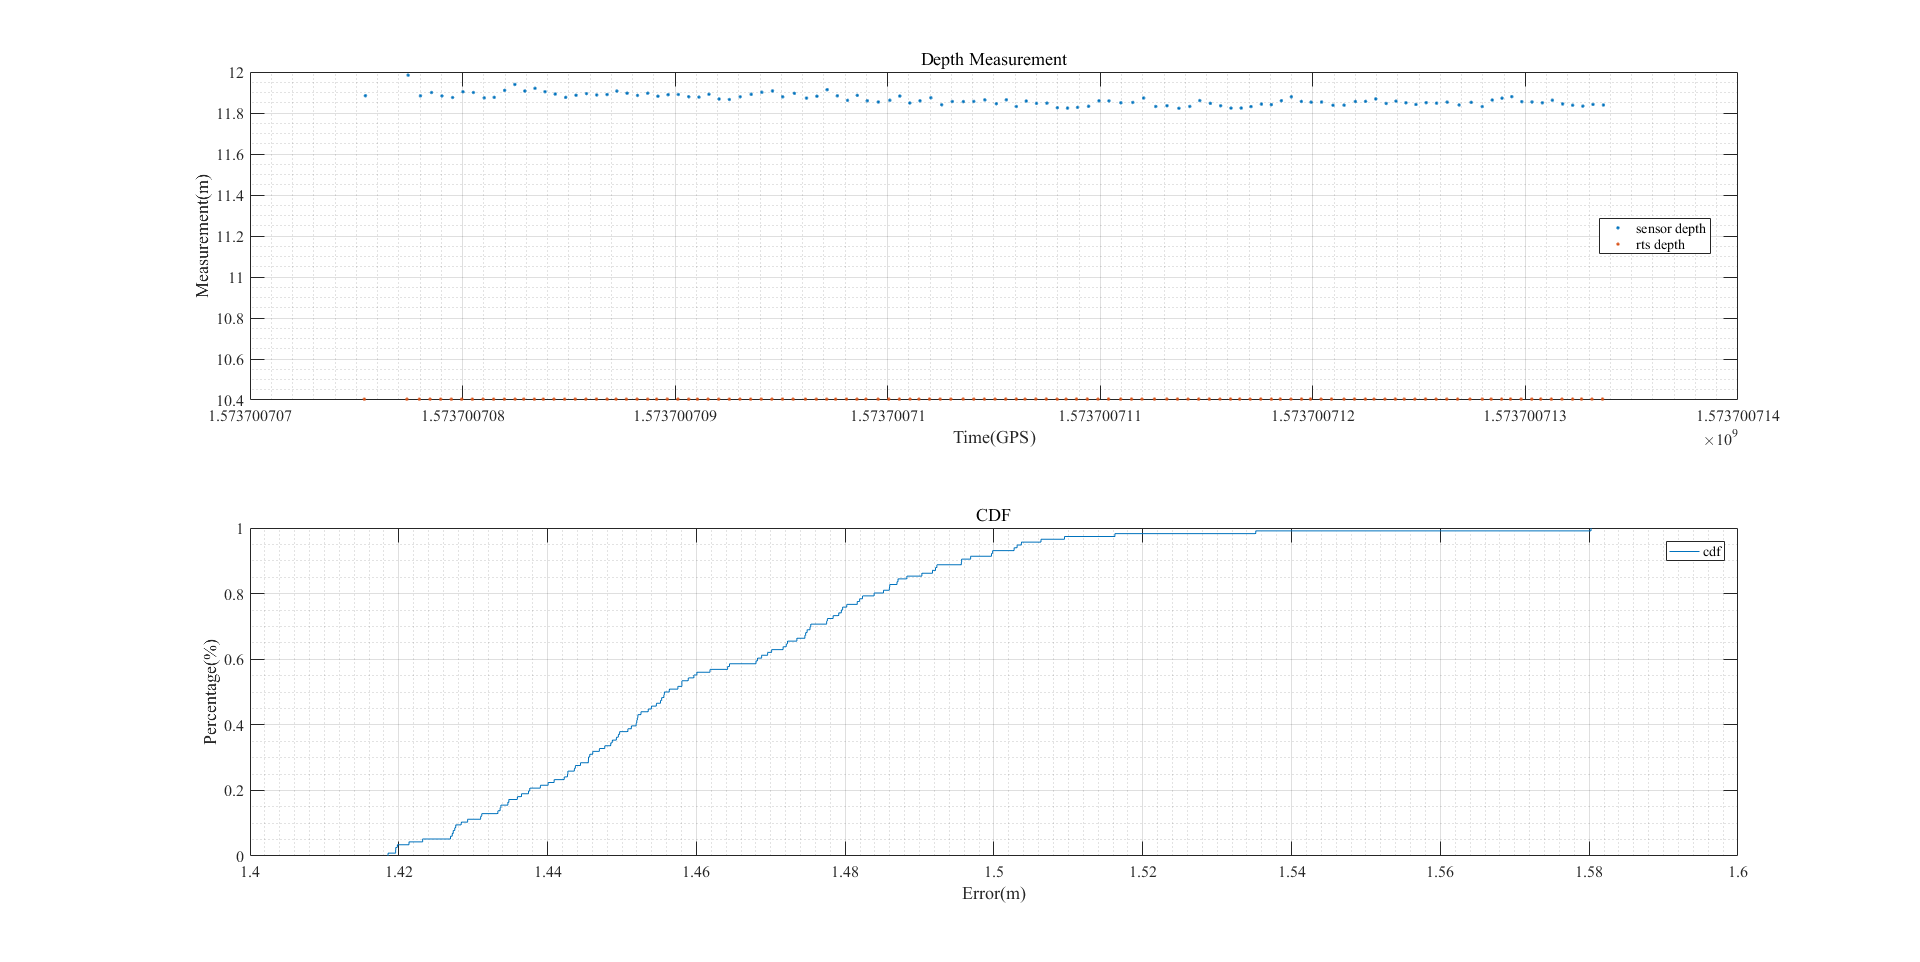 Depth Measurement
12
11.8
11.6
11.4
11.2
11
10.8
10.6
10.4
Measurement(m)
sensor depth
rts depth
1.573700707 1.573700708 1.573700709 1.57370071 1.573700711 1.573700712 1.573700713 1.573700714
Time(GPS)
×10^9
CDF
1
0.8
0.6
0.4
0.2
0
Percentage(%)
cdf
1.4 1.42 1.44 1.46 1.48 1.5 1.52 1.54 1.56 1.58 1.6
Error(m)